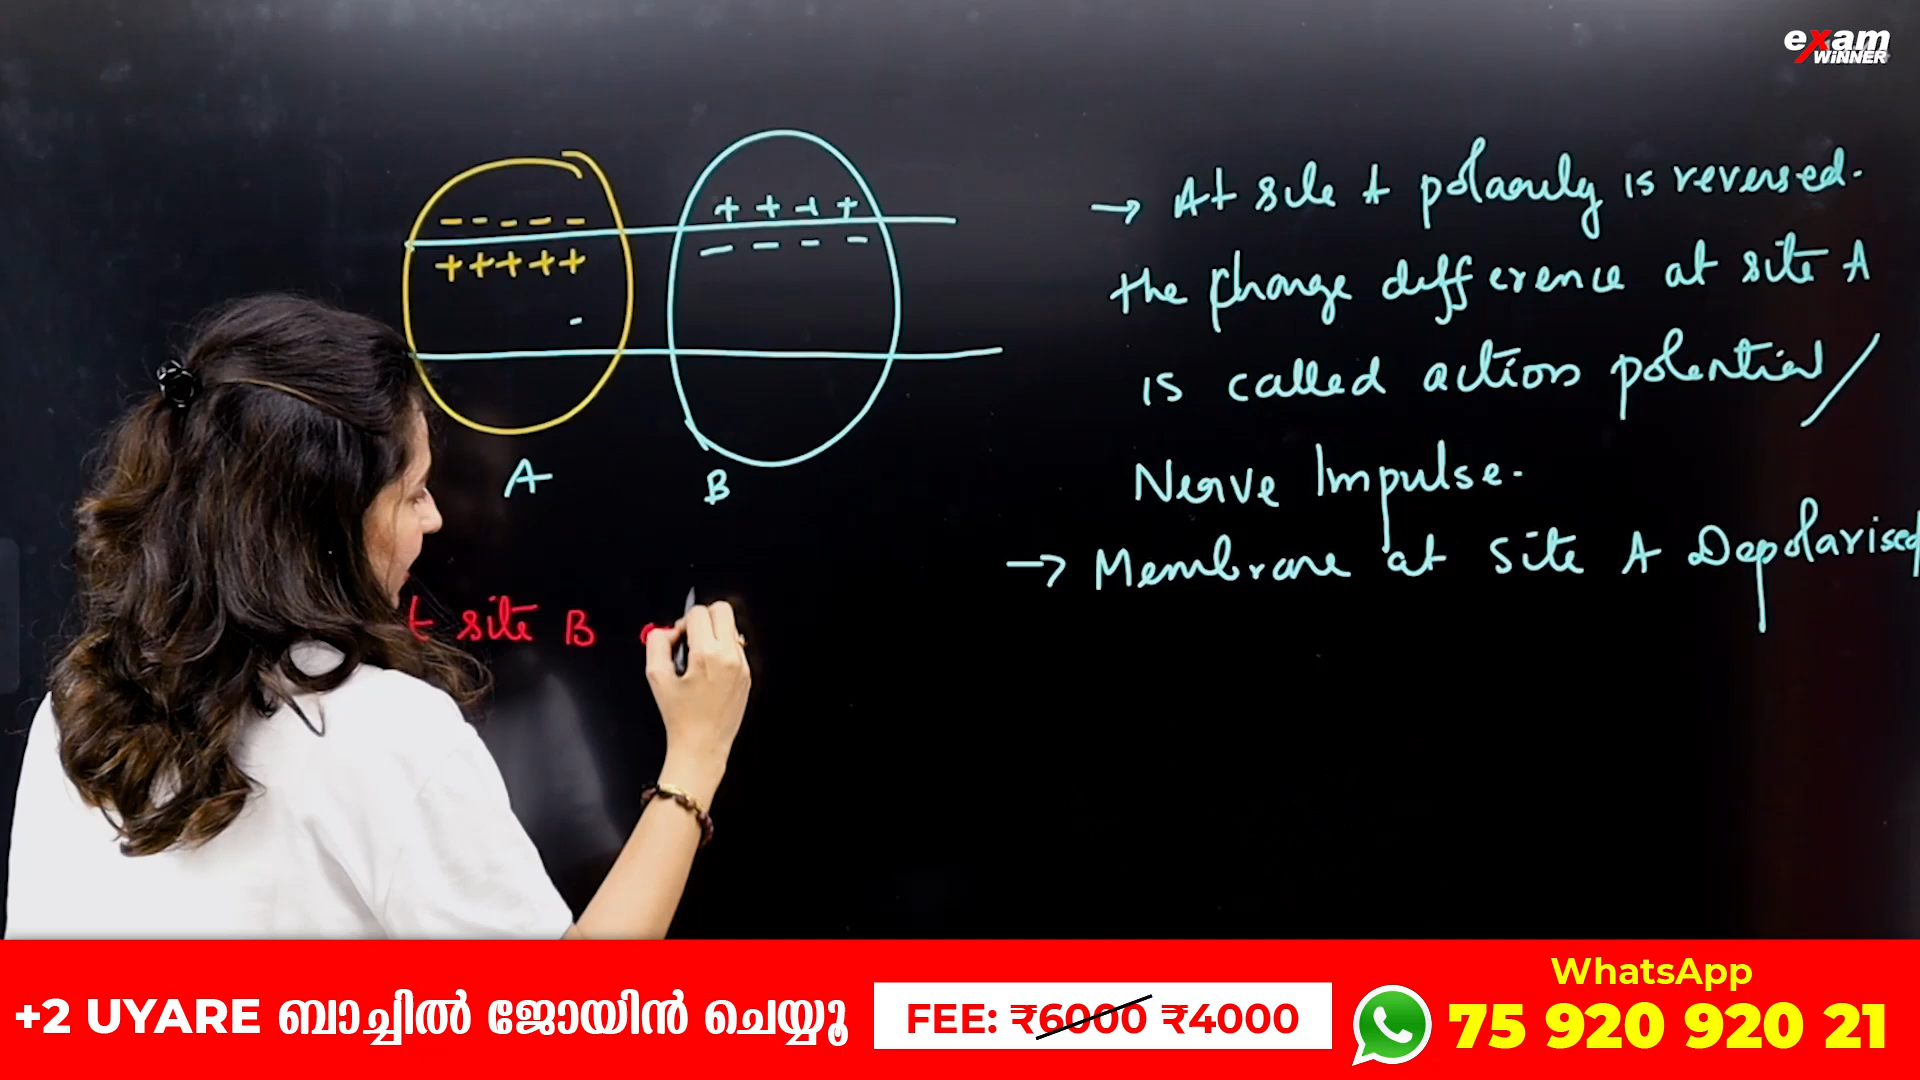 exam
WINNER
- - - - -
+++++
-
+ + + +
- - - -
A
B
→ At site A polarity is reversed.
the charge difference at site A
is called action potential /
Nerve Impulse.
→ Membrane at site A Depolarised
site B
+2 UYARE ബാച്ചിൽ ജോയിൻ ചെയ്യൂ
FEE: ₹6000 ₹4000
WhatsApp
75 920 920 21